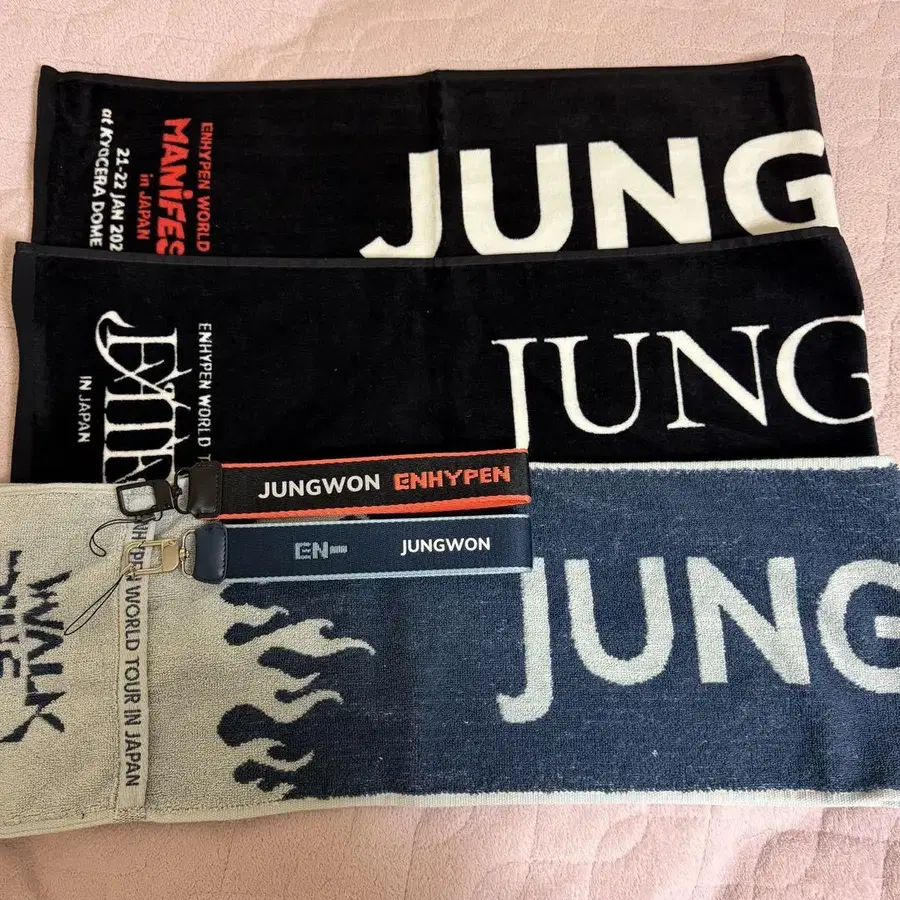 ENHYPEN WORLD
MANiFES
in JAPAN
21-22 JAN 202
at KYOCERA DOME
JUNG
ENHYPEN WORLD T
IN JAPAN
JUNG
JUNGWON ENHYPEN
EN-
JUNGWON
WALK
THE
ENHYPEN WORLD TOUR IN JAPAN
JUNG